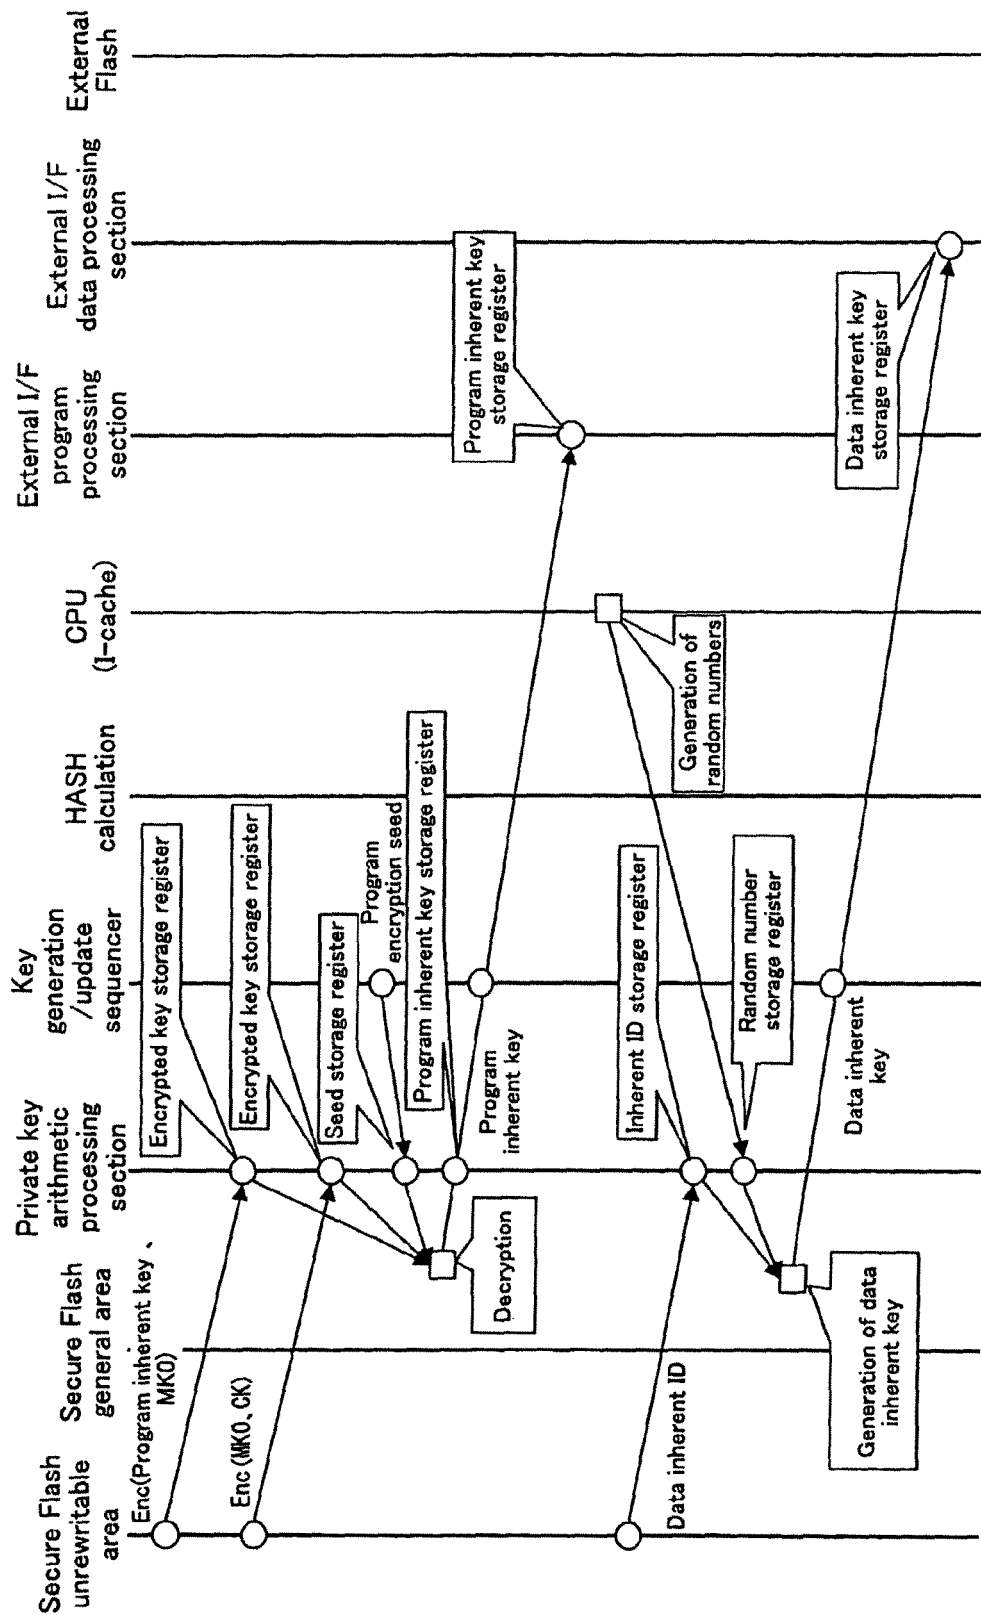 Secure Flash
unrewritable
area
Secure Flash
general area
Private key
arithmetic
processing
section
Key
generation
/update
sequencer
HASH
calculation
CPU
(I-cache)
External I/F
program
processing
section
External I/F
data processing
section
External
Flash
Enc(Program inherent key、
MK0)
Encrypted key storage register
Enc(MK0、CK)
Encrypted key storage register
Seed storage register
Program
encryption seed
Program inherent key storage register
Decryption
Program
inherent key
Program inherent key
storage register
Generation of
random numbers
Data inherent ID
Inherent ID storage register
Random number
storage register
Generation of data
inherent key
Data inherent
key
Data inherent key
storage register